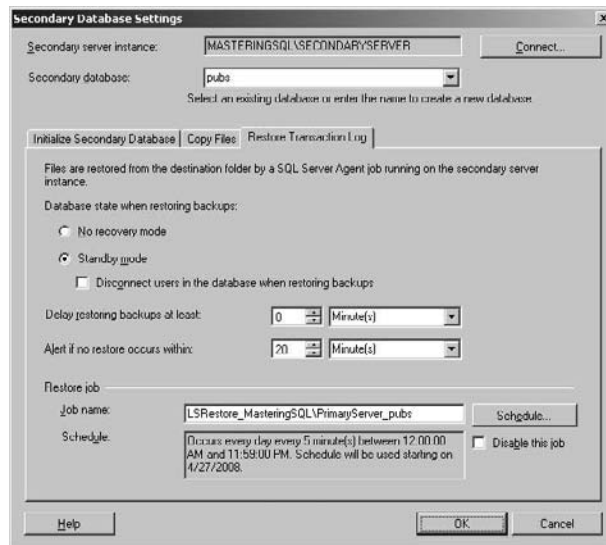 Secondary Database Settings
Secondary server instance:
MASTERINGSQL\SECONDARYSERVER
Connect...
Secondary database:
pubs
Select an existing database or enter the name to create a new database.
Initialize Secondary Database
Copy Files
Restore Transaction Log
Files are restored from the destination folder by a SQL Server Agent job running on the secondary server
instance.
Database state when restoring backups:
No recovery mode
Standby mode
Disconnect users in the database when restoring backups
Delay restoring backups at least:
0
Minute(s)
Alert if no restore occurs within:
20
Minute(s)
Restore job
Job name:
LSRestore_MasteringSQL\PrimaryServer_pubs
Schedule...
Schedule:
Occurs every day every 5 minute(s) between 12:00:00
AM and 11:59:00 PM. Schedule will be used starting on
4/27/2008.
Disable this job
Help
OK
Cancel